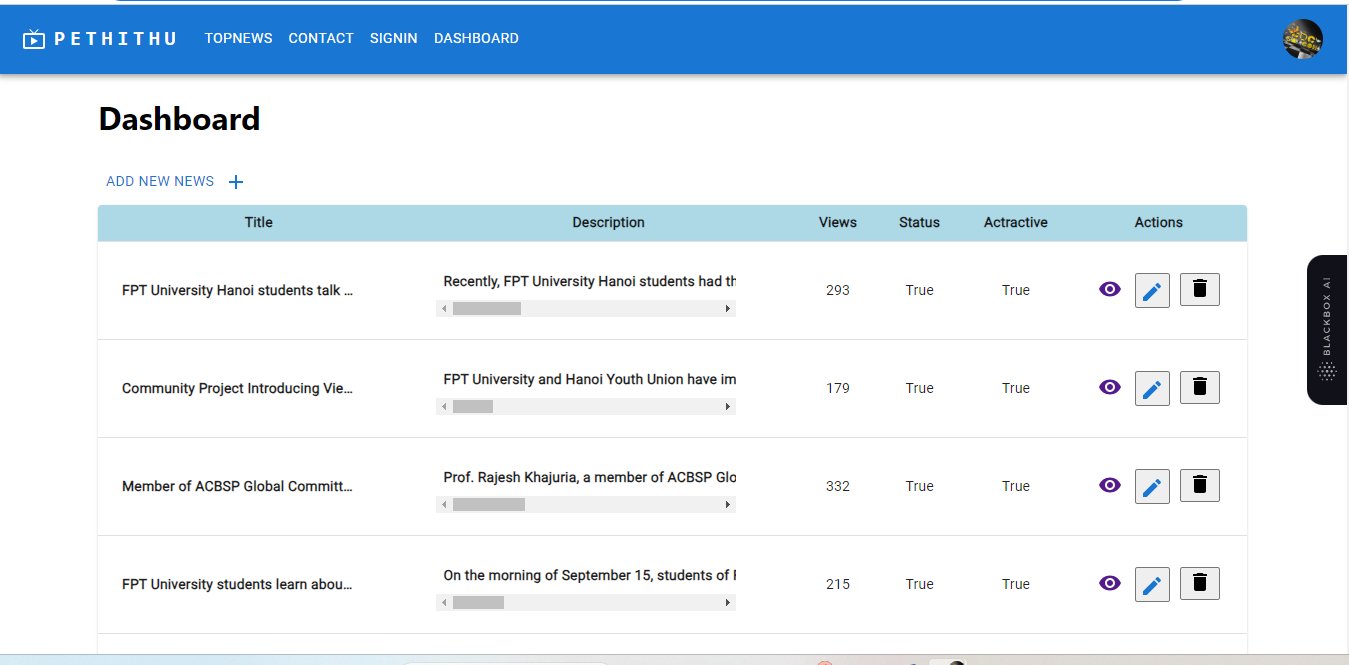 PETHITHU TOPNEWS CONTACT SIGNIN DASHBOARD
Dashboard
ADD NEW NEWS +
Title Description Views Status Actractive Actions
FPT University Hanoi students talk ... Recently, FPT University Hanoi students had th 293 True True
Community Project Introducing Vie... FPT University and Hanoi Youth Union have im 179 True True
Member of ACBSP Global Committ... Prof. Rajesh Khajuria, a member of ACBSP Glo 332 True True
FPT University students learn abou... On the morning of September 15, students of 215 True True
BLACKBOX AI